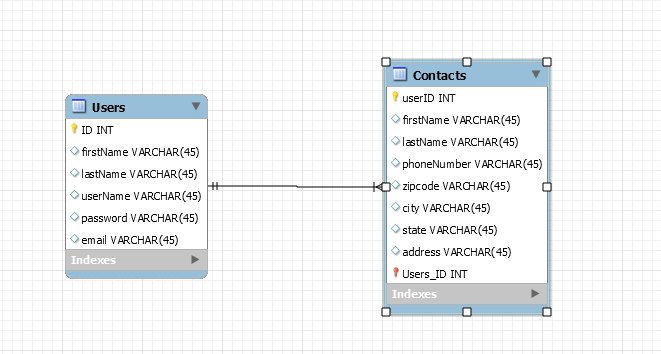 Users
ID INT
firstName VARCHAR(45)
lastName VARCHAR(45)
userName VARCHAR(45)
password VARCHAR(45)
email VARCHAR(45)
Indexes
Contacts
userID INT
firstName VARCHAR(45)
lastName VARCHAR(45)
phoneNumber VARCHAR(45)
zipcode VARCHAR(45)
city VARCHAR(45)
state VARCHAR(45)
address VARCHAR(45)
Users_ID INT
Indexes